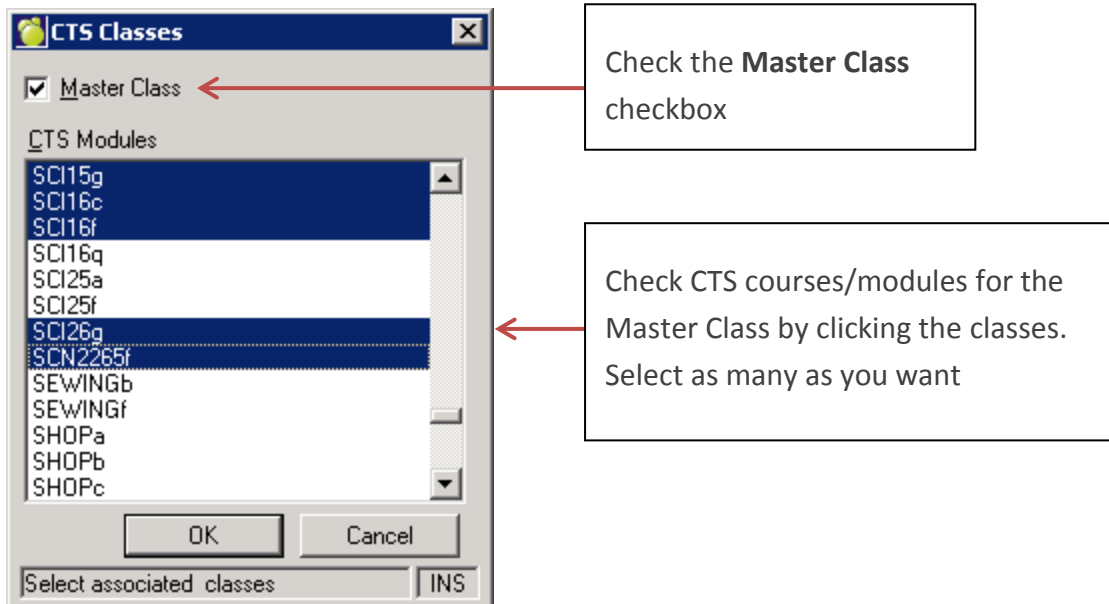 CTS Classes
Master Class
CTS Modules
SCI15g
SCI16c
SCI16f
SCI16q
SCI25a
SCI25f
SCI26g
SCN2265f
SEWINGb
SEWINGf
SHOPa
SHOPb
SHOPc
OK Cancel
Select associated classes INS
Check the Master Class
checkbox
Check CTS courses/modules for the
Master Class by clicking the classes.
Select as many as you want